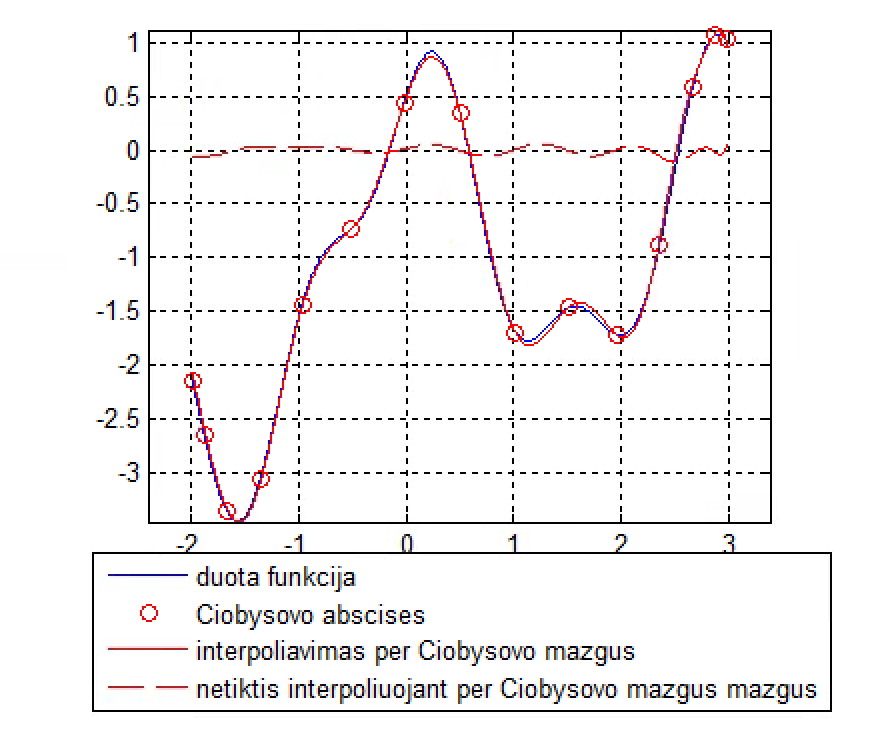 1
0.5
0
-0.5
-1
-1.5
-2
-2.5
-3
-2 -1 0 1 2 3
duota funkcija
Ciobysovo abscises
interpoliavimas per Ciobysovo mazgus
netiktis interpoliuojant per Ciobysovo mazgus mazgus